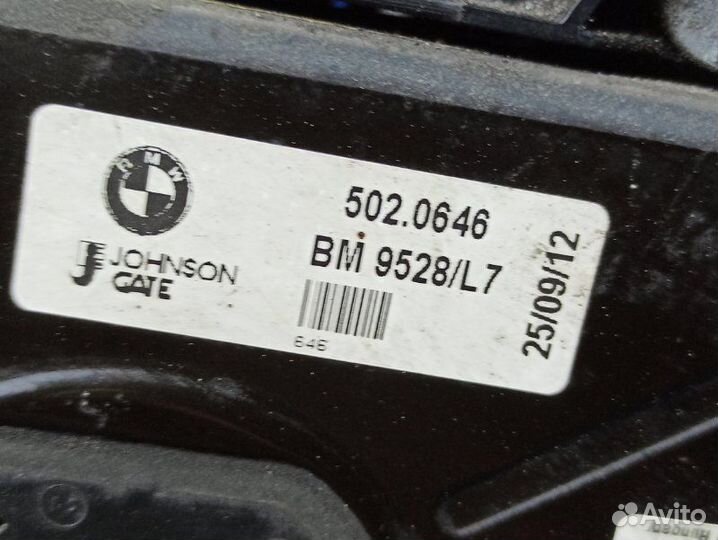 BMW
JOHNSON
GATE
502.0646
BM 9528/L7
646
25/09/12
Avito